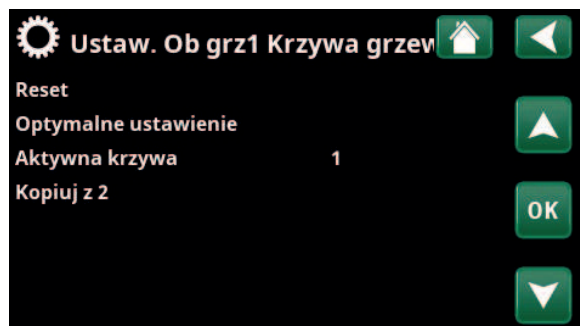 Ustaw. Ob grz1 Krzywa grzew
Reset
Optymalne ustawienie
Aktywna krzywa 1
Kopiuj z 2
OK